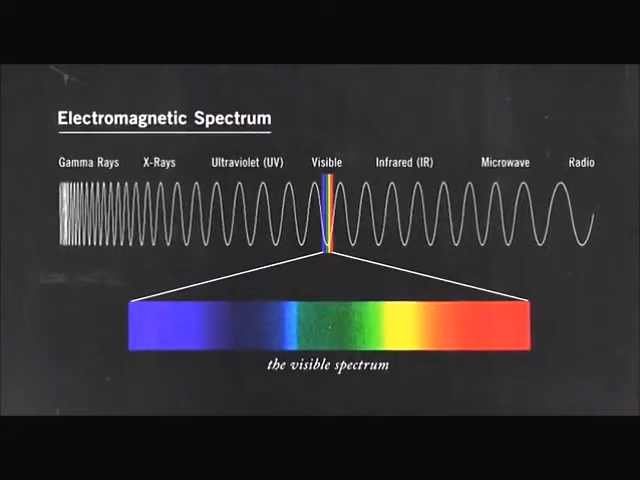 Electromagnetic Spectrum
Gamma Rays X-Rays Ultraviolet (UV) Visible Infrared (IR) Microwave Radio
the visible spectrum